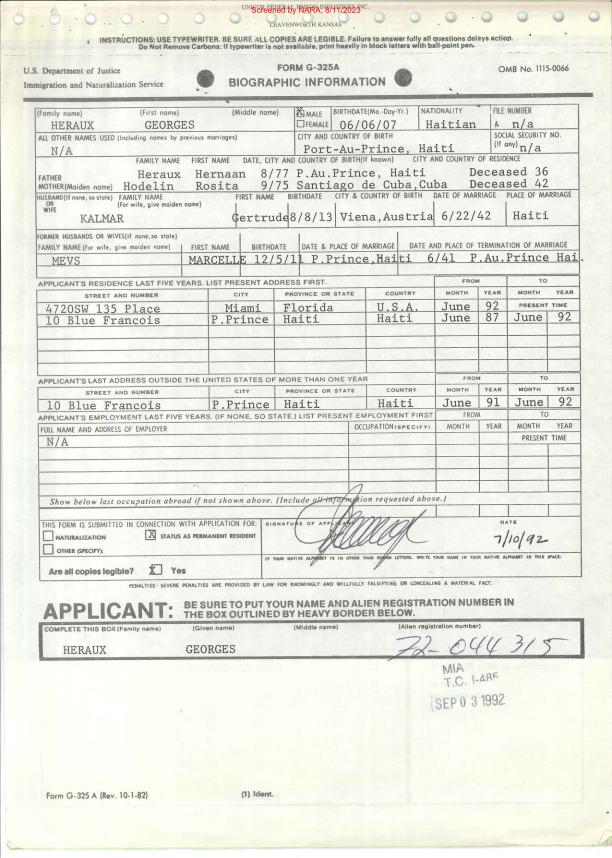 Screened by NARA, 8/11/2023
LEAVENWORTH KANSAS
INSTRUCTIONS: USE TYPEWRITER. BE SURE ALL COPIES ARE LEGIBLE. Failure to answer fully all questions delays action.
Do Not Remove Carbons: If typewriter is not available, print heavily in block letters with ball-point pen.
U.S. Department of Justice
Immigration and Naturalization Service
FORM G-325A
BIOGRAPHIC INFORMATION
OMB No. 1115-0066
(Family name) (First name) (Middle name) X MALE BIRTHDATE(Mo.-Day-Yr.) NATIONALITY FILE NUMBER
HERAUX GEORGES FEMALE 06/06/07 Haitian A n/a
ALL OTHER NAMES USED (Including names by previous marriages) CITY AND COUNTRY OF BIRTH SOCIAL SECURITY NO.
N/A Port-Au-Prince, Haiti (If any) n/a
FAMILY NAME FIRST NAME DATE, CITY AND COUNTRY OF BIRTH(If known) CITY AND COUNTRY OF RESIDENCE
FATHER Heraux Hernaan 8/77 P.Au.Prince, Haiti Deceased 36
MOTHER(Maiden name) Hodelin Rosita 9/75 Santiago de Cuba,Cuba Deceased 42
HUSBAND(If none, so state) FAMILY NAME FIRST NAME BIRTHDATE CITY & COUNTRY OF BIRTH DATE OF MARRIAGE PLACE OF MARRIAGE
OR (For wife, give maiden name)
WIFE KALMAR Gertrude 8/8/13 Viena,Austria 6/22/42 Haiti
FORMER HUSBANDS OR WIVES(if none, so state)
FAMILY NAME (For wife, give maiden name) FIRST NAME BIRTHDATE DATE & PLACE OF MARRIAGE DATE AND PLACE OF TERMINATION OF MARRIAGE
MEVS MARCELLE 12/5/11 P.Prince,Haiti 6/41 P.Au.Prince Hai.
APPLICANT'S RESIDENCE LAST FIVE YEARS. LIST PRESENT ADDRESS FIRST. FROM TO
STREET AND NUMBER CITY PROVINCE OR STATE COUNTRY MONTH YEAR MONTH YEAR
4720SW 135 Place Miami Florida U.S.A. June 92 PRESENT TIME
10 Blue Francois P.Prince Haiti Haiti June 87 June 92
APPLICANT'S LAST ADDRESS OUTSIDE THE UNITED STATES OF MORE THAN ONE YEAR FROM TO
STREET AND NUMBER CITY PROVINCE OR STATE COUNTRY MONTH YEAR MONTH YEAR
10 Blue Francois P.Prince Haiti Haiti June 91 June 92
APPLICANT'S EMPLOYMENT LAST FIVE YEARS. (IF NONE, SO STATE.) LIST PRESENT EMPLOYMENT FIRST FROM TO
FULL NAME AND ADDRESS OF EMPLOYER OCCUPATION(SPECIFY) MONTH YEAR MONTH YEAR
N/A PRESENT TIME
Show below last occupation abroad if not shown above. (Include all information requested above.)
THIS FORM IS SUBMITTED IN CONNECTION WITH APPLICATION FOR: SIGNATURE OF APPLICANT DATE
NATURALIZATION X STATUS AS PERMANENT RESIDENT 7/10/92
OTHER (SPECIFY):
IF YOUR NATIVE ALPHABET IS IN OTHER THAN ROMAN LETTERS, WRITE YOUR NAME IN YOUR NATIVE ALPHABET IN THIS SPACE:
Are all copies legible? X Yes
PENALTIES: SEVERE PENALTIES ARE PROVIDED BY LAW FOR KNOWINGLY AND WILLFULLY FALSIFYING OR CONCEALING A MATERIAL FACT.
APPLICANT: BE SURE TO PUT YOUR NAME AND ALIEN REGISTRATION NUMBER IN
THE BOX OUTLINED BY HEAVY BORDER BELOW.
COMPLETE THIS BOX (Family name) (Given name) (Middle name) (Alien registration number)
HERAUX GEORGES 72-044 315
MIA
T.C. I-485
SEP 03 1992
Form G-325 A (Rev. 10-1-82) (1) Ident.